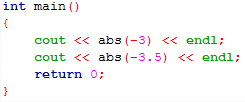 int main()
{
    cout << abs(-3) << endl;
    cout << abs(-3.5) << endl;
    return 0;
}